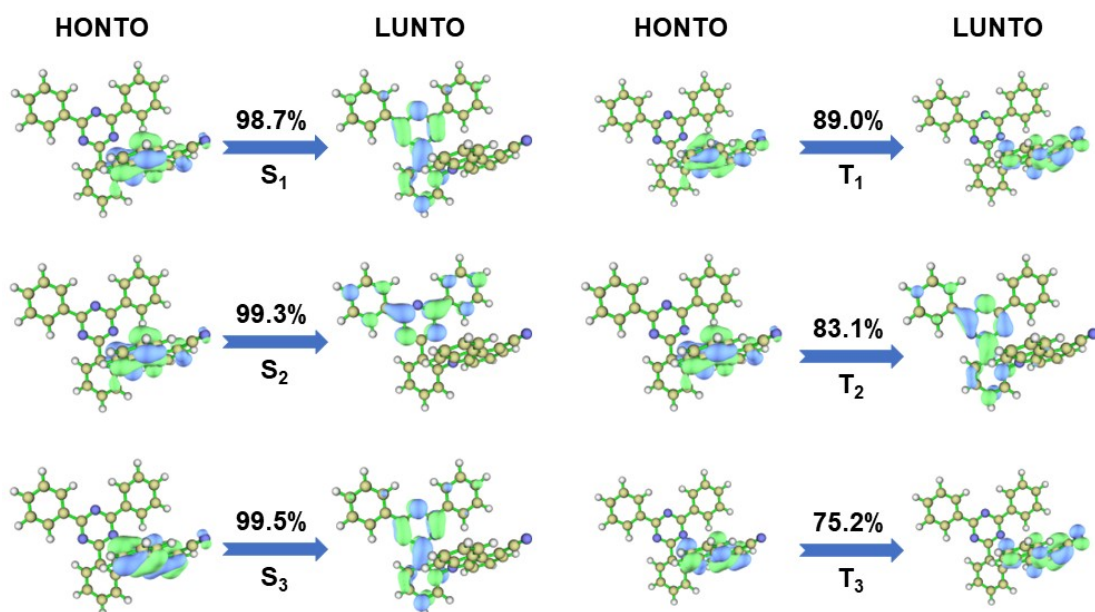 HONTO LUNTO HONTO LUNTO
98.7% 89.0%
S₁ T₁
99.3% 83.1%
S₂ T₂
99.5% 75.2%
S₃ T₃